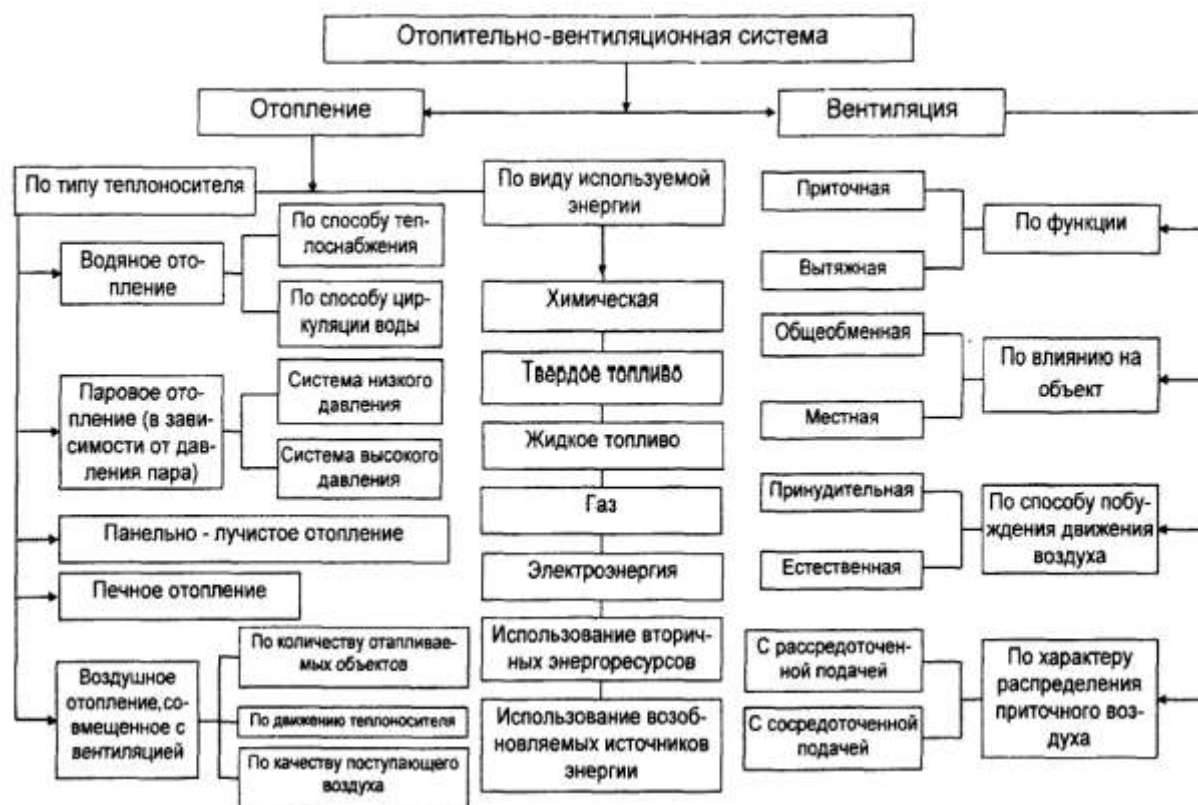 Отопительно-вентиляционная система
Отопление
Вентиляция
По типу теплоносителя
По виду используемой
энергии
Приточная
По функции
Вытяжная
По способу теп-
лоснабжения
Водяное ото-
пление
По способу цир-
куляции воды
Химическая
Общеобменная
По влиянию на
объект
Местная
Паровое ото-
пление (в зави-
симости от дав-
ления пара)
Система низкого
давления
Система высокого
давления
Твердое топливо
Жидкое топливо
Газ
Принудительная
По способу побу-
ждения движения
воздуха
Естественная
Панельно - лучистое отопление
Печное отопление
Электроэнергия
Использование вторич-
ных энергоресурсов
Использование возоб-
новляемых источников
энергии
Воздушное
отопление,со-
вмещенное с
вентиляцией
По количеству отапливае-
мых объектов
По движению теплоносителя
По качеству поступающего
воздуха
С рассредоточен-
ной подачей
С сосредоточенной
подачей
По характеру
распределения
приточного воз-
духа